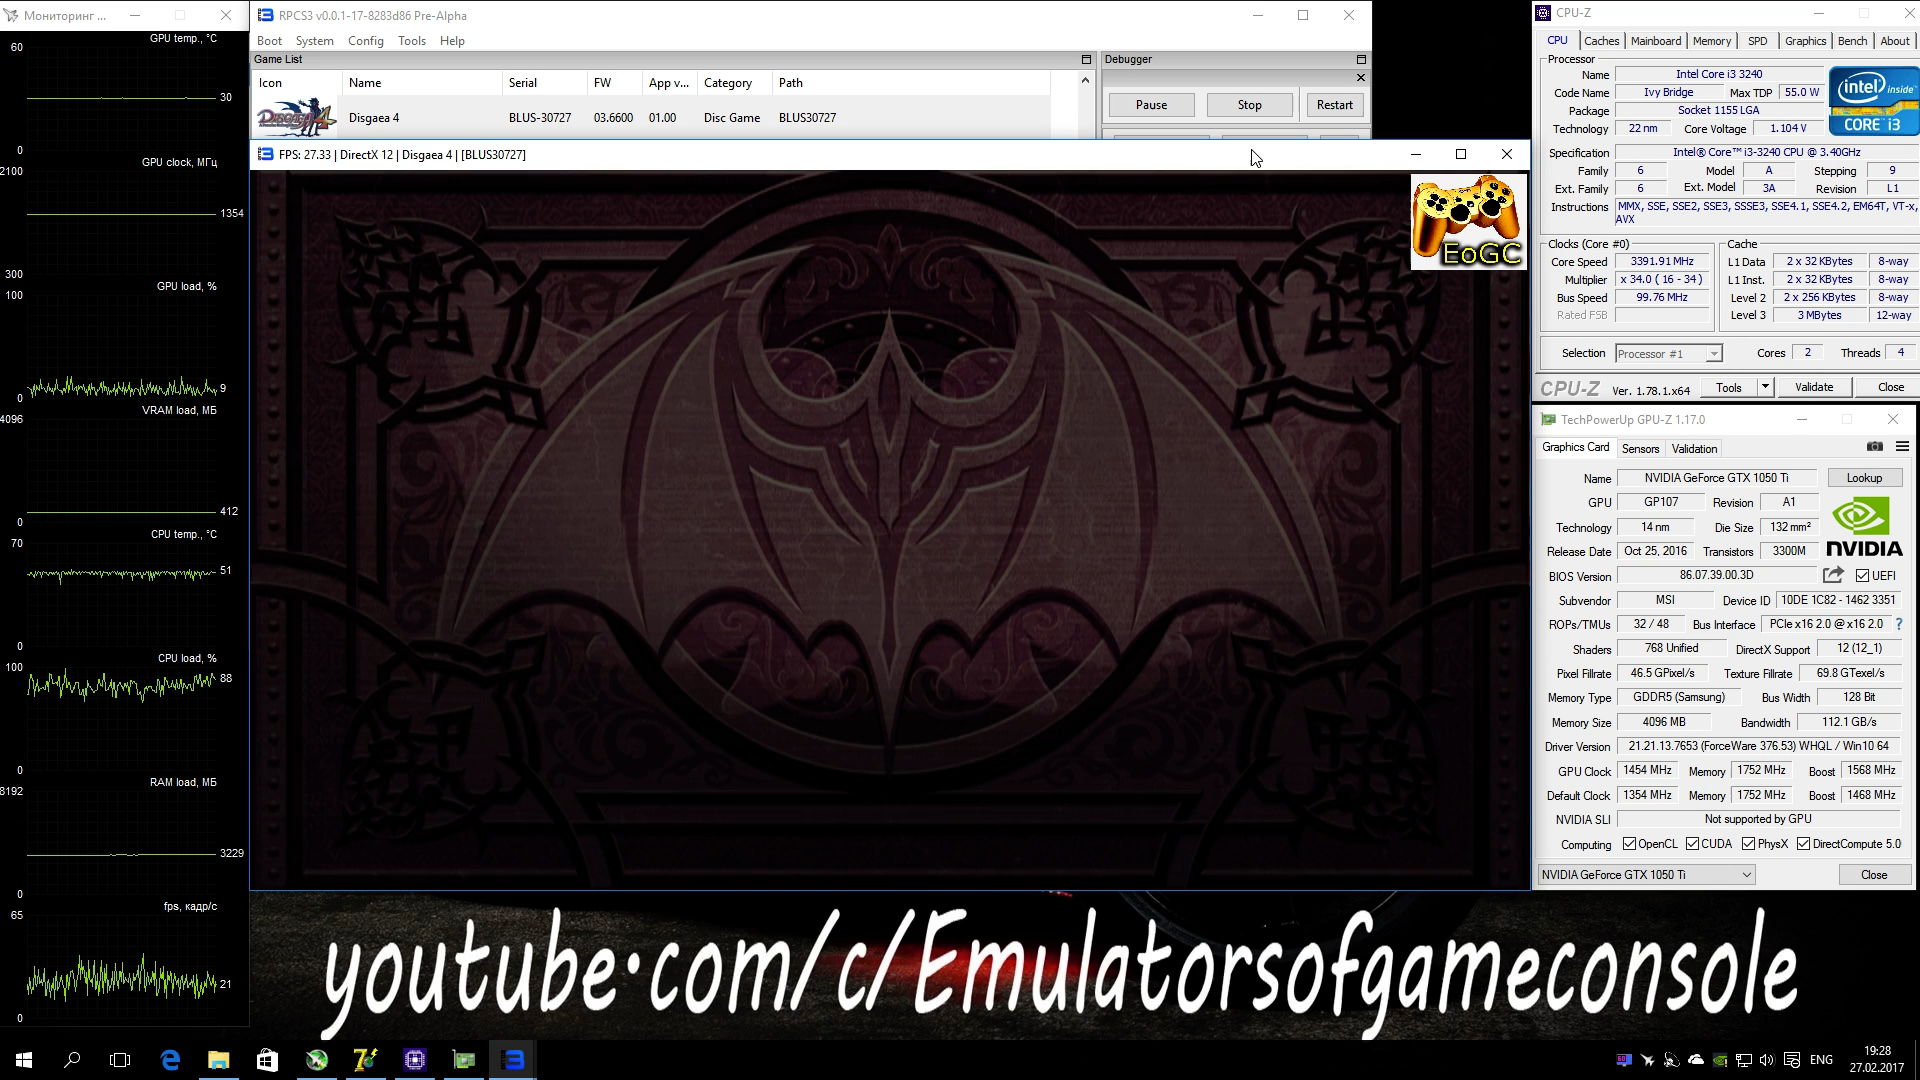 Мониторинг ...
GPU temp., °C
60
30
0
GPU clock, МГц
2100
1354
300
GPU load, %
100
9
0
VRAM load, МБ
4096
412
0
CPU temp., °C
70
51
0
CPU load, %
100
88
0
RAM load, МБ
8192
3229
0
fps, кадр/с
65
21
0
RPCS3 v0.0.1-17-8283d86 Pre-Alpha
Boot System Config Tools Help
Game List
Icon Name Serial FW App v... Category Path
DISGAEA 4 Disgaea 4 BLUS-30727 03.6600 01.00 Disc Game BLUS30727
Debugger
Pause Stop Restart
FPS: 27.33 | DirectX 12 | Disgaea 4 | [BLUS30727]
EoGC
CPU-Z
CPU Caches Mainboard Memory SPD Graphics Bench About
Processor
Name Intel Core i3 3240
Code Name Ivy Bridge Max TDP 55.0 W
Package Socket 1155 LGA
Technology 22 nm Core Voltage 1.104 V
intel inside™
CORE i3
Specification Intel® Core™ i3-3240 CPU @ 3.40GHz
Family 6 Model A Stepping 9
Ext. Family 6 Ext. Model 3A Revision L1
Instructions MMX, SSE, SSE2, SSE3, SSSE3, SSE4.1, SSE4.2, EM64T, VT-x,
AVX
Clocks (Core #0)
Core Speed 3391.91 MHz
Multiplier x 34.0 ( 16 - 34 )
Bus Speed 99.76 MHz
Rated FSB
Cache
L1 Data 2 x 32 KBytes 8-way
L1 Inst. 2 x 32 KBytes 8-way
Level 2 2 x 256 KBytes 8-way
Level 3 3 MBytes 12-way
Selection Processor #1 Cores 2 Threads 4
CPU-Z Ver. 1.78.1.x64 Tools Validate Close
TechPowerUp GPU-Z 1.17.0
Graphics Card Sensors Validation
Name NVIDIA GeForce GTX 1050 Ti Lookup
GPU GP107 Revision A1
Technology 14 nm Die Size 132 mm²
Release Date Oct 25, 2016 Transistors 3300M
NVIDIA
BIOS Version 86.07.39.00.3D UEFI
Subvendor MSI Device ID 10DE 1C82 - 1462 3351
ROPs/TMUs 32 / 48 Bus Interface PCIe x16 2.0 @ x16 2.0 ?
Shaders 768 Unified DirectX Support 12 (12_1)
Pixel Fillrate 46.5 GPixel/s Texture Fillrate 69.8 GTexel/s
Memory Type GDDR5 (Samsung) Bus Width 128 Bit
Memory Size 4096 MB Bandwidth 112.1 GB/s
Driver Version 21.21.13.7653 (ForceWare 376.53) WHQL / Win10 64
GPU Clock 1454 MHz Memory 1752 MHz Boost 1568 MHz
Default Clock 1354 MHz Memory 1752 MHz Boost 1468 MHz
NVIDIA SLI Not supported by GPU
Computing OpenCL CUDA PhysX DirectCompute 5.0
NVIDIA GeForce GTX 1050 Ti Close
youtube.com/c/Emulatorsofgameconsole
ENG
19:28
27.02.2017